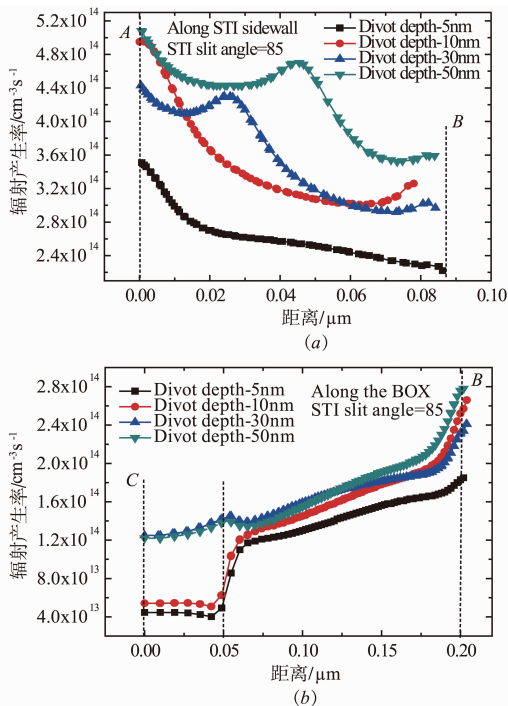 5.2x10 14
4.8x10 14
4.4x10 14
4.0x10 14
3.6x10 14
3.2x10 14
2.8x10 14
2.4x10 14
辐射产生率/cm-3s-1
A
Along STI sidewall
STI slit angle=85
Divot depth-5nm
Divot depth-10nm
Divot depth-30nm
Divot depth-50nm
B
0.00 0.02 0.04 0.06 0.08 0.10
距离/μm
(a)
2.8x10 14
2.4x10 14
2.0x10 14
1.6x10 14
1.2x10 14
8.0x10 13
4.0x10 13
辐射产生率/cm-3s-1
Divot depth-5nm
Divot depth-10nm
Divot depth-30nm
Divot depth-50nm
Along the BOX
STI slit angle=85
B
C
0.00 0.05 0.10 0.15 0.20
距离/μm
(b)